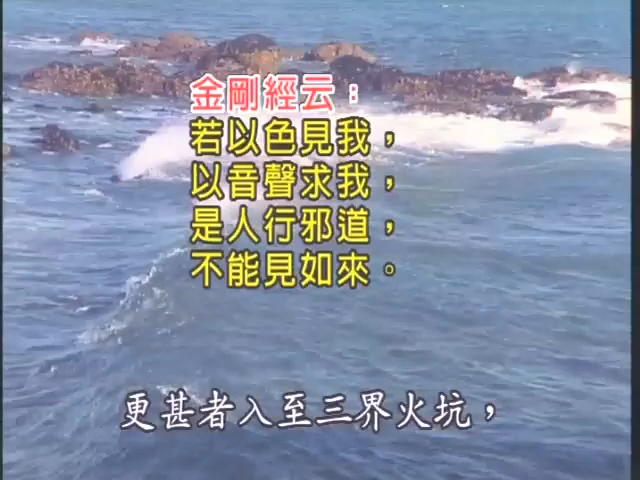 金剛經云：
若以色見我，
以音聲求我，
是人行邪道，
不能見如來。
更甚者入至三界火坑，